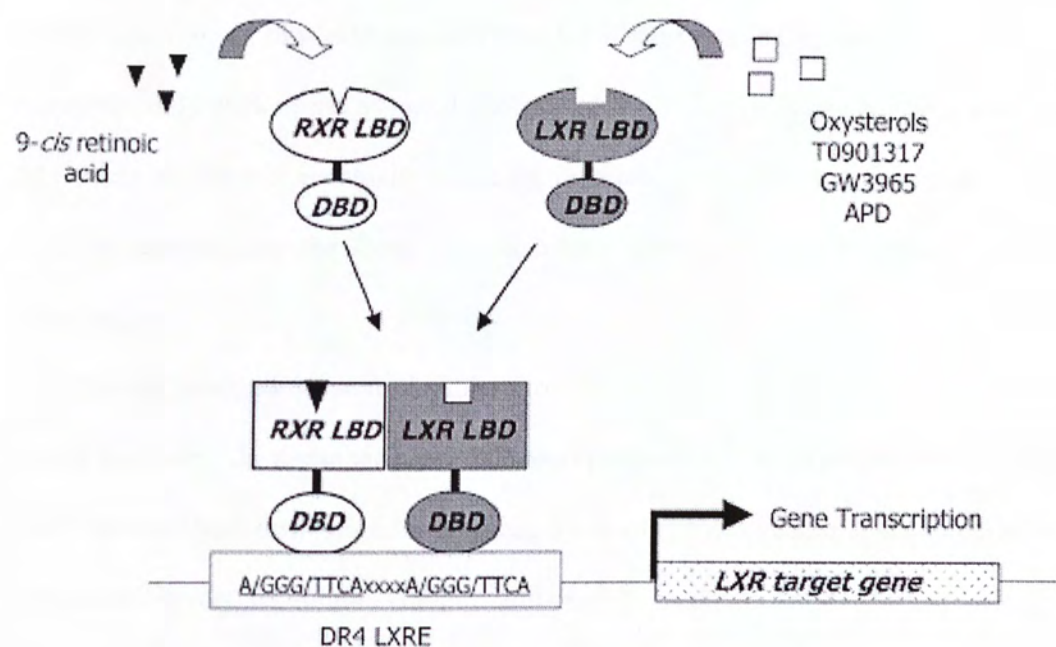 9-cis retinoic
acid
RXR LBD
DBD
LXR LBD
DBD
Oxysterols
T0901317
GW3965
APD
RXR LBD
LXR LBD
DBD
DBD
Gene Transcription
A/GGG/TTCAxxxxA/GGG/TTCA
LXR target gene
DR4 LXRE